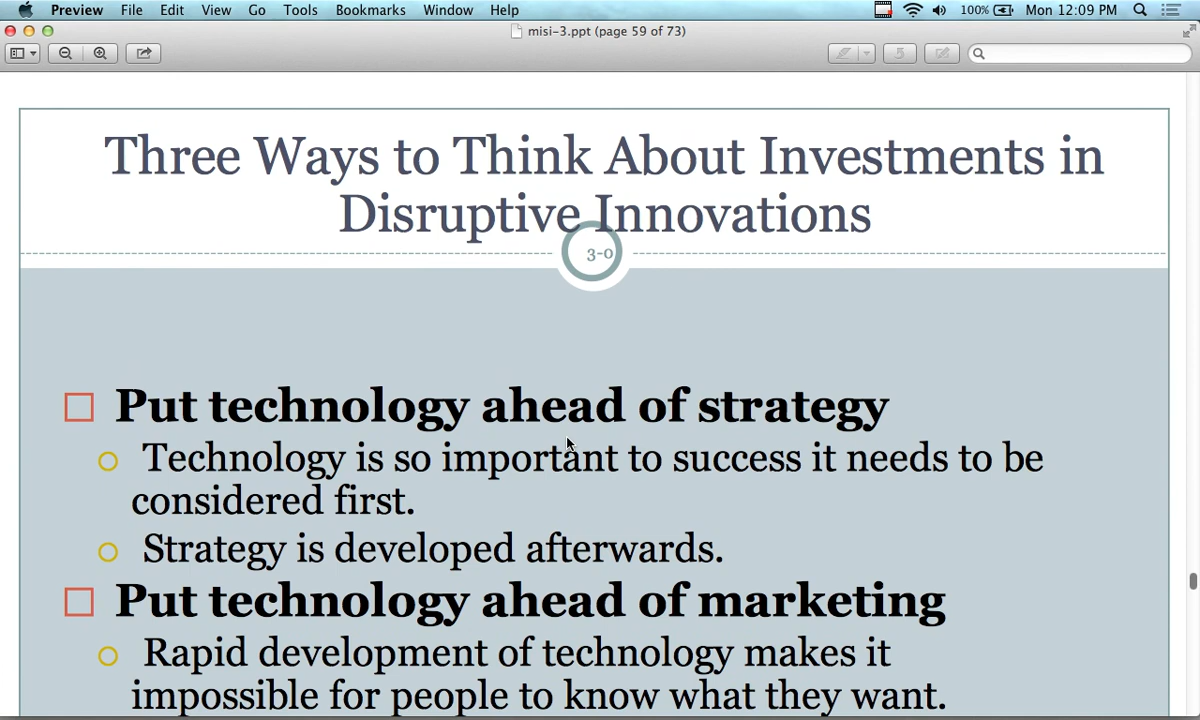 Preview File Edit View Go Tools Bookmarks Window Help 100% Mon 12:09 PM
misi-3.ppt (page 59 of 73)
Three Ways to Think About Investments in
Disruptive Innovations
3-0
Put technology ahead of strategy
Technology is so important to success it needs to be
considered first.
Strategy is developed afterwards.
Put technology ahead of marketing
Rapid development of technology makes it
impossible for people to know what they want.